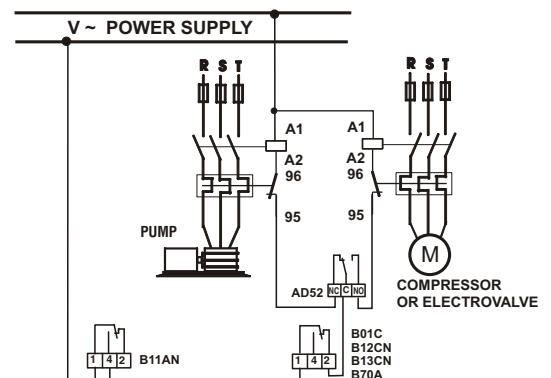 V ~ POWER SUPPLY
R S T
R S T
A1
A1
A2
A2
96
96
95
95
PUMP
M
COMPRESSOR
OR ELECTROVALVE
AD52
NC C NO
B11AN
1 4 2
1 4 2
B01C
B12CN
B13CN
B70A